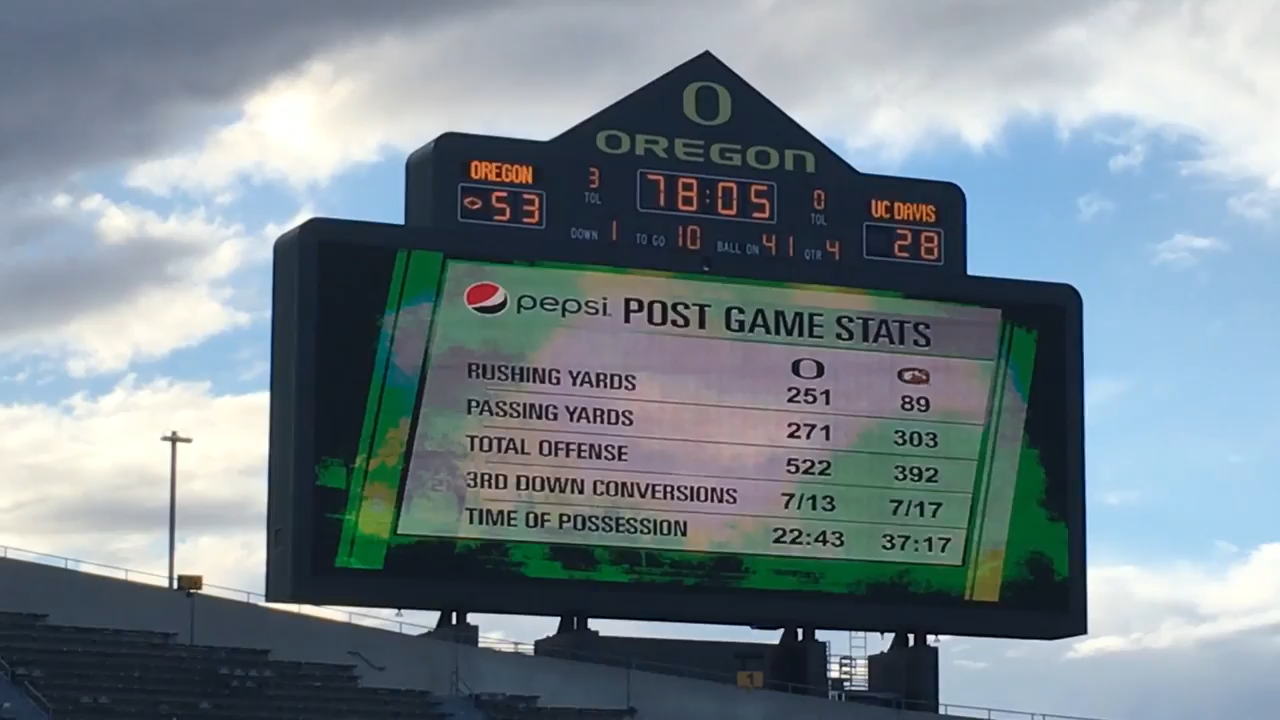 O
OREGON
OREGON 3 78:05 0 UC DAVIS
53 TOL TOL 28
DOWN 1 TO GO 10 BALL ON 41 QTR 4
pepsi POST GAME STATS
O
RUSHING YARDS 251 89
PASSING YARDS 271 303
TOTAL OFFENSE 522 392
3RD DOWN CONVERSIONS 7/13 7/17
TIME OF POSSESSION 22:43 37:17
1